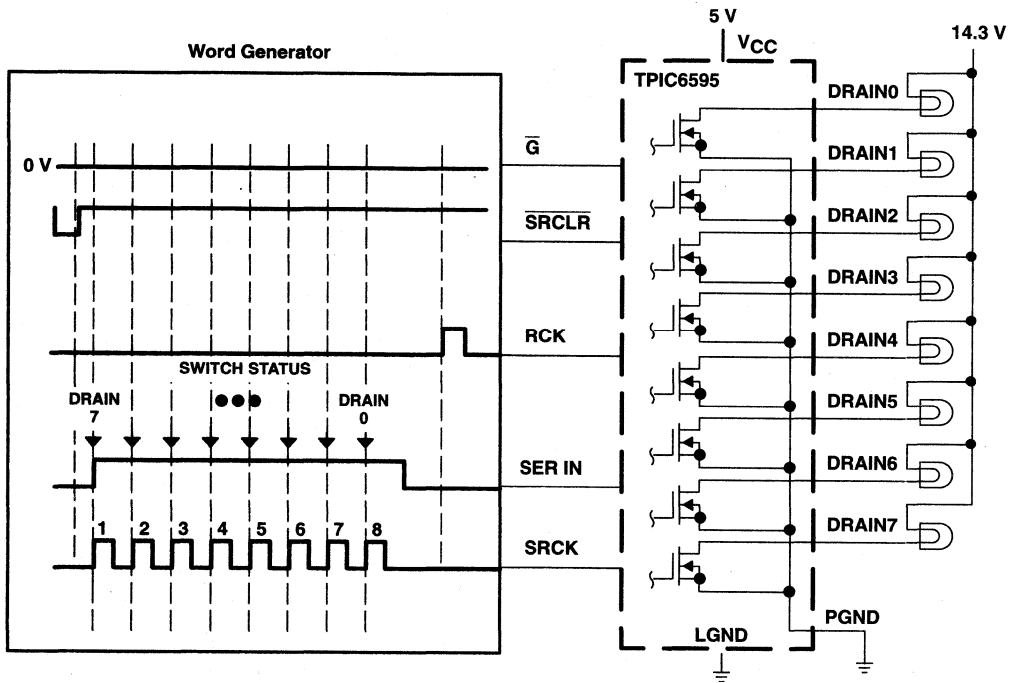 5 V
VCC
14.3 V
Word Generator
TPIC6595
DRAIN0
G
0 V
DRAIN1
SRCLR
DRAIN2
DRAIN3
RCK
DRAIN4
SWITCH STATUS
DRAIN
7
DRAIN
0
DRAIN5
SER IN
DRAIN6
1 2 3 4 5 6 7 8
DRAIN7
SRCK
PGND
LGND